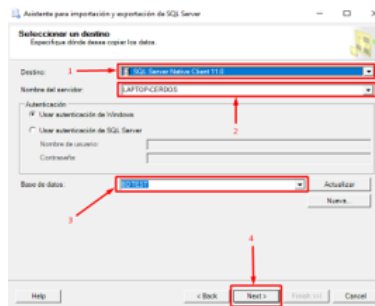 Asistente para importación y exportación de SQL Server
Seleccionar un destino
Especifique dónde desea copiar los datos.
Destino:
1
SQL Server Native Client 11.0
Nombre del servidor:
LAPTOP-CERDOS
2
Autenticación
Usar autenticación de Windows
Usar autenticación de SQL Server
Nombre de usuario:
Contraseña:
Base de datos:
BDTEST
Actualizar
Nueva...
3
4
Help
< Back
Next >
Cancel